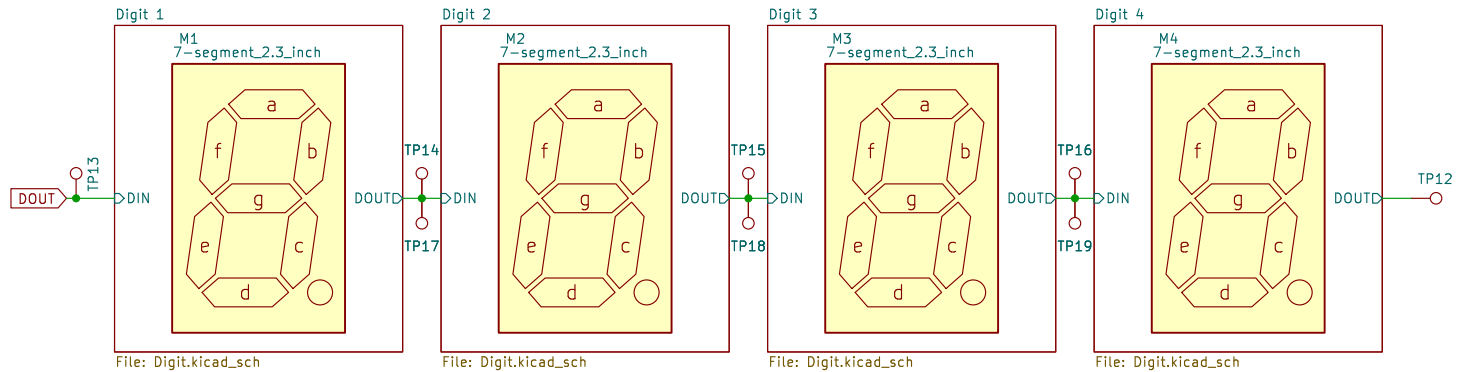 Digit 1
M1
7-segment_2.3_inch
a
f
b
g
e
c
d
DOUT
TP13
DIN
DOUT
File: Digit.kicad_sch
TP14
TP17
Digit 2
M2
7-segment_2.3_inch
a
f
b
g
e
c
d
DIN
DOUT
File: Digit.kicad_sch
TP15
TP18
Digit 3
M3
7-segment_2.3_inch
a
f
b
g
e
c
d
DIN
DOUT
File: Digit.kicad_sch
TP16
TP19
Digit 4
M4
7-segment_2.3_inch
a
f
b
g
e
c
d
DIN
DOUT
File: Digit.kicad_sch
TP12